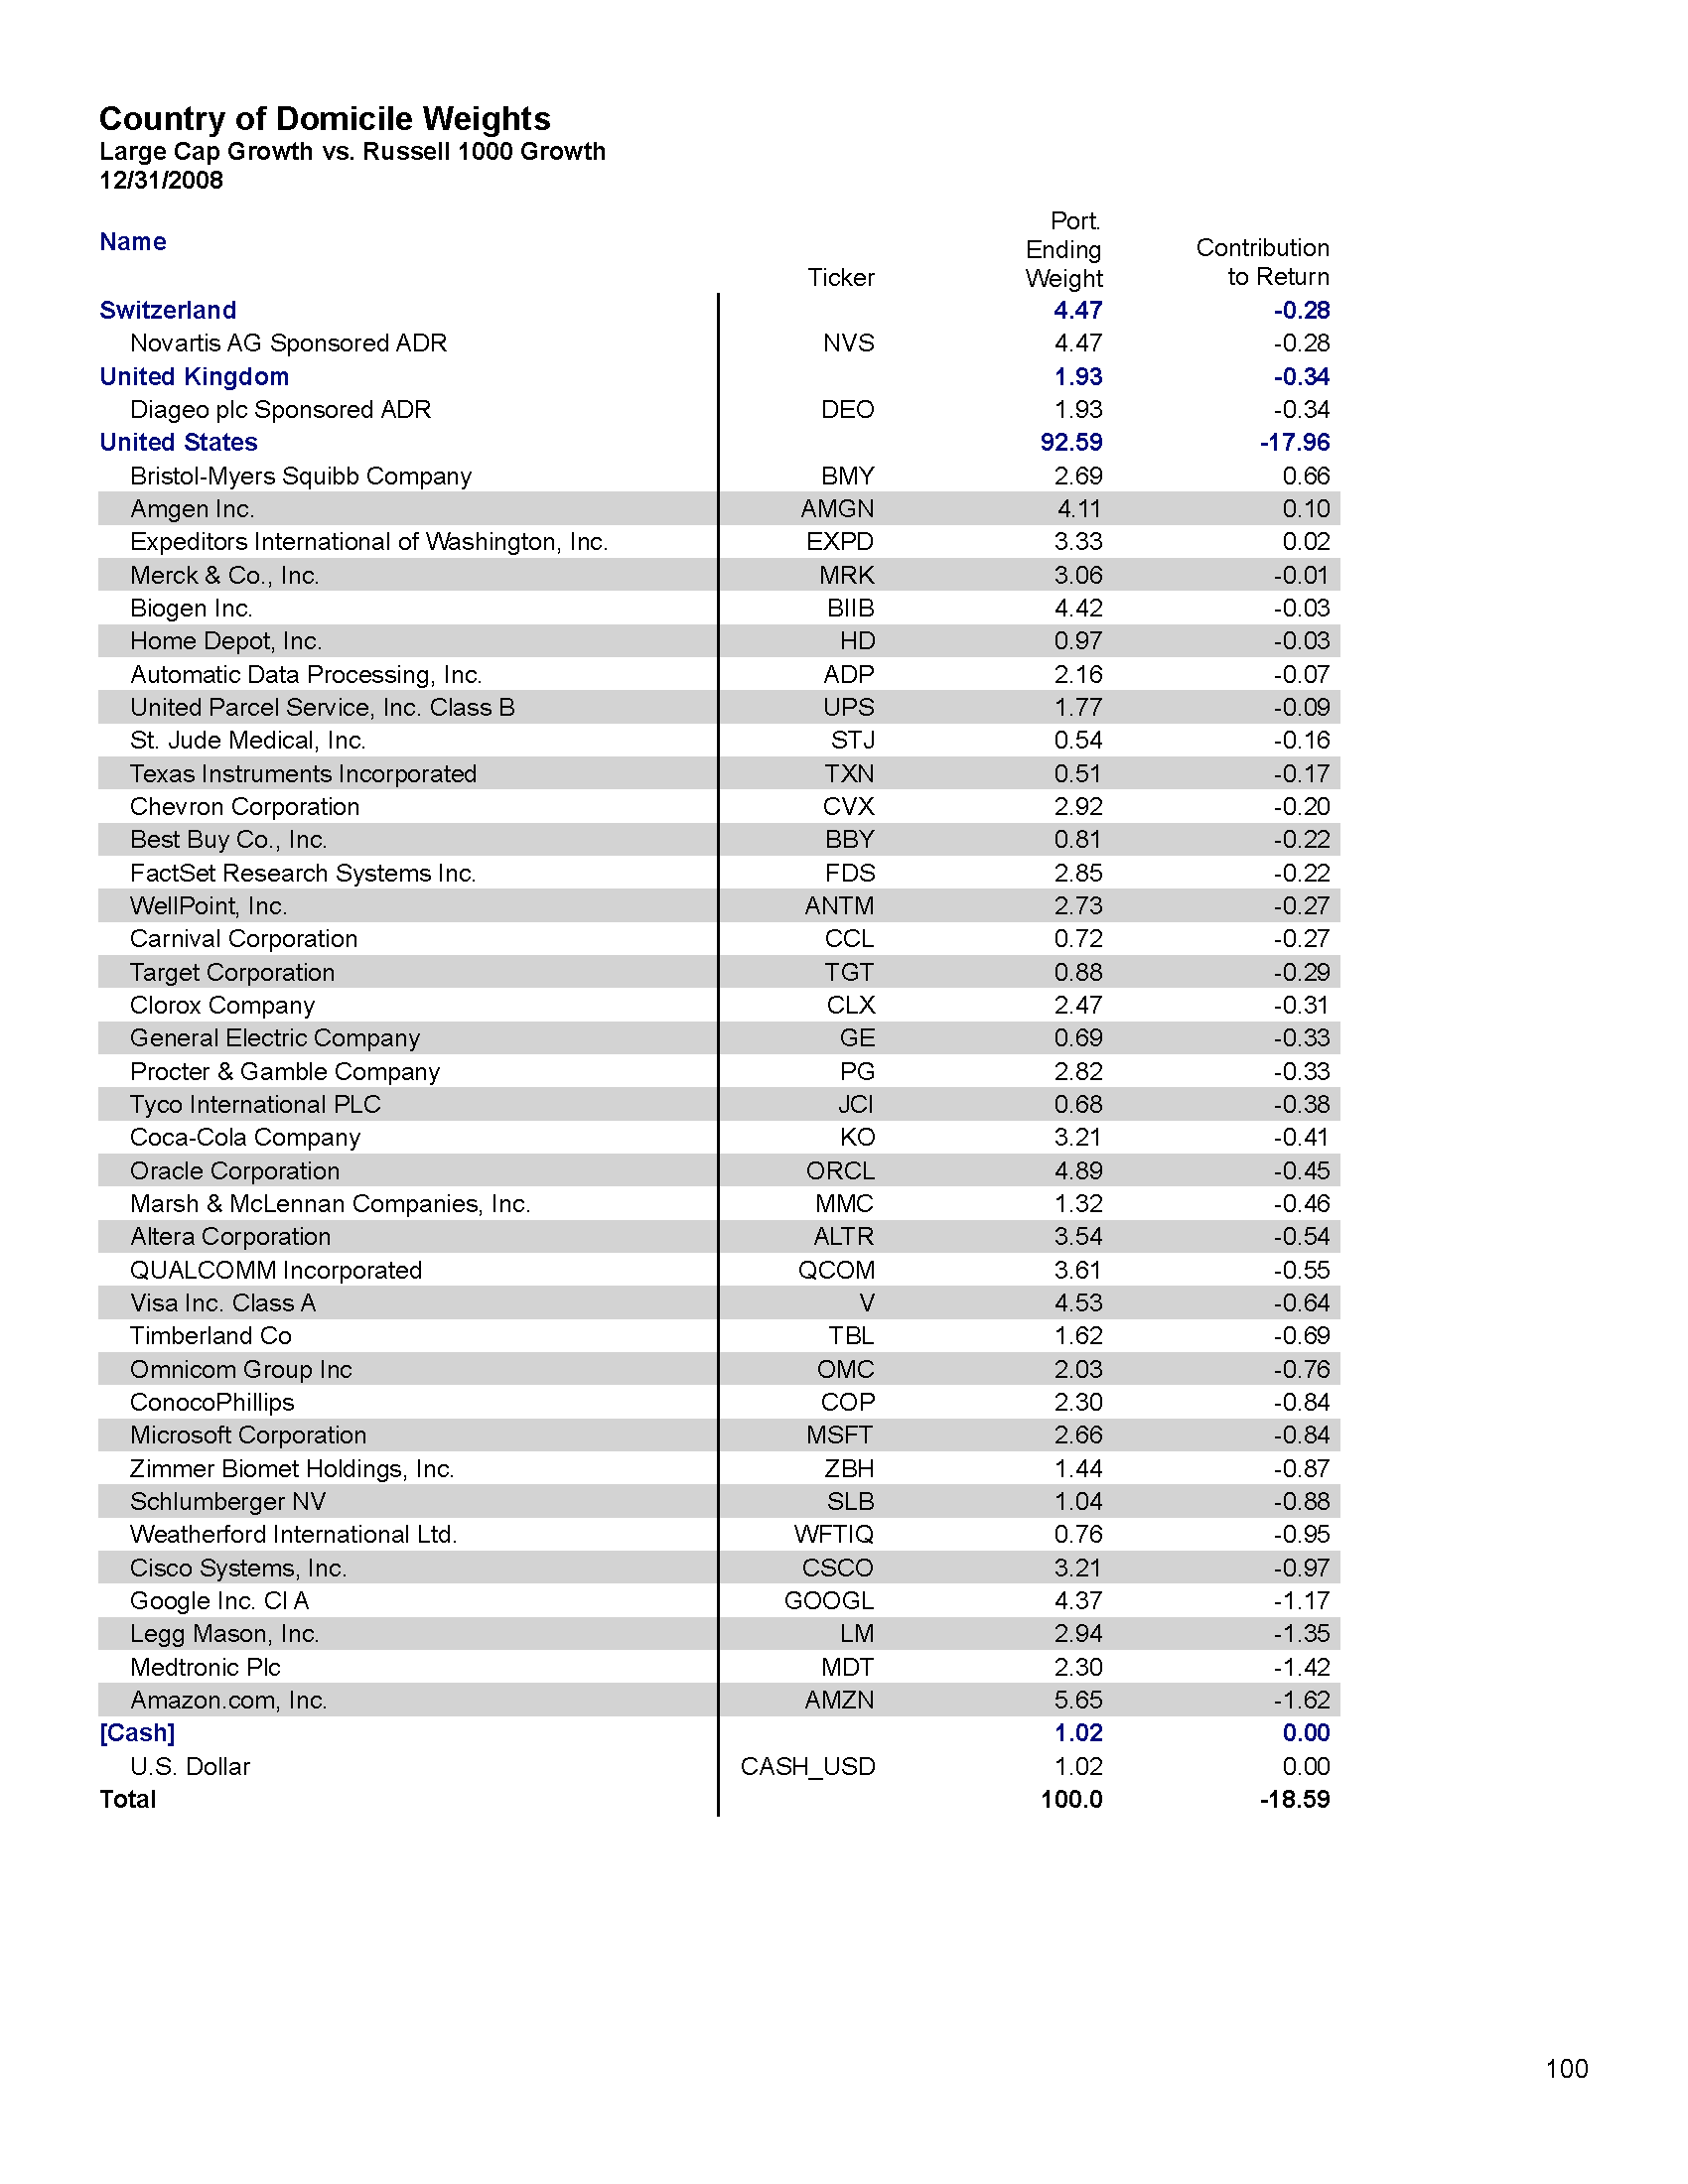 Country of Domicile Weights
Large Cap Growth vs. Russell 1000 Growth
12/31/2008
Name Ticker Port. Ending Weight Contribution to Return
Switzerland 4.47 -0.28
Novartis AG Sponsored ADR NVS 4.47 -0.28
United Kingdom 1.93 -0.34
Diageo plc Sponsored ADR DEO 1.93 -0.34
United States 92.59 -17.96
Bristol-Myers Squibb Company BMY 2.69 0.66
Amgen Inc. AMGN 4.11 0.10
Expeditors International of Washington, Inc. EXPD 3.33 0.02
Merck & Co., Inc. MRK 3.06 -0.01
Biogen Inc. BIIB 4.42 -0.03
Home Depot, Inc. HD 0.97 -0.03
Automatic Data Processing, Inc. ADP 2.16 -0.07
United Parcel Service, Inc. Class B UPS 1.77 -0.09
St. Jude Medical, Inc. STJ 0.54 -0.16
Texas Instruments Incorporated TXN 0.51 -0.17
Chevron Corporation CVX 2.92 -0.20
Best Buy Co., Inc. BBY 0.81 -0.22
FactSet Research Systems Inc. FDS 2.85 -0.22
WellPoint, Inc. ANTM 2.73 -0.27
Carnival Corporation CCL 0.72 -0.27
Target Corporation TGT 0.88 -0.29
Clorox Company CLX 2.47 -0.31
General Electric Company GE 0.69 -0.33
Procter & Gamble Company PG 2.82 -0.33
Tyco International PLC JCI 0.68 -0.38
Coca-Cola Company KO 3.21 -0.41
Oracle Corporation ORCL 4.89 -0.45
Marsh & McLennan Companies, Inc. MMC 1.32 -0.46
Altera Corporation ALTR 3.54 -0.54
QUALCOMM Incorporated QCOM 3.61 -0.55
Visa Inc. Class A V 4.53 -0.64
Timberland Co TBL 1.62 -0.69
Omnicom Group Inc OMC 2.03 -0.76
ConocoPhillips COP 2.30 -0.84
Microsoft Corporation MSFT 2.66 -0.84
Zimmer Biomet Holdings, Inc. ZBH 1.44 -0.87
Schlumberger NV SLB 1.04 -0.88
Weatherford International Ltd. WFTIQ 0.76 -0.95
Cisco Systems, Inc. CSCO 3.21 -0.97
Google Inc. Cl A GOOGL 4.37 -1.17
Legg Mason, Inc. LM 2.94 -1.35
Medtronic Plc MDT 2.30 -1.42
Amazon.com, Inc. AMZN 5.65 -1.62
[Cash] 1.02 0.00
U.S. Dollar CASH_USD 1.02 0.00
Total 100.0 -18.59
100